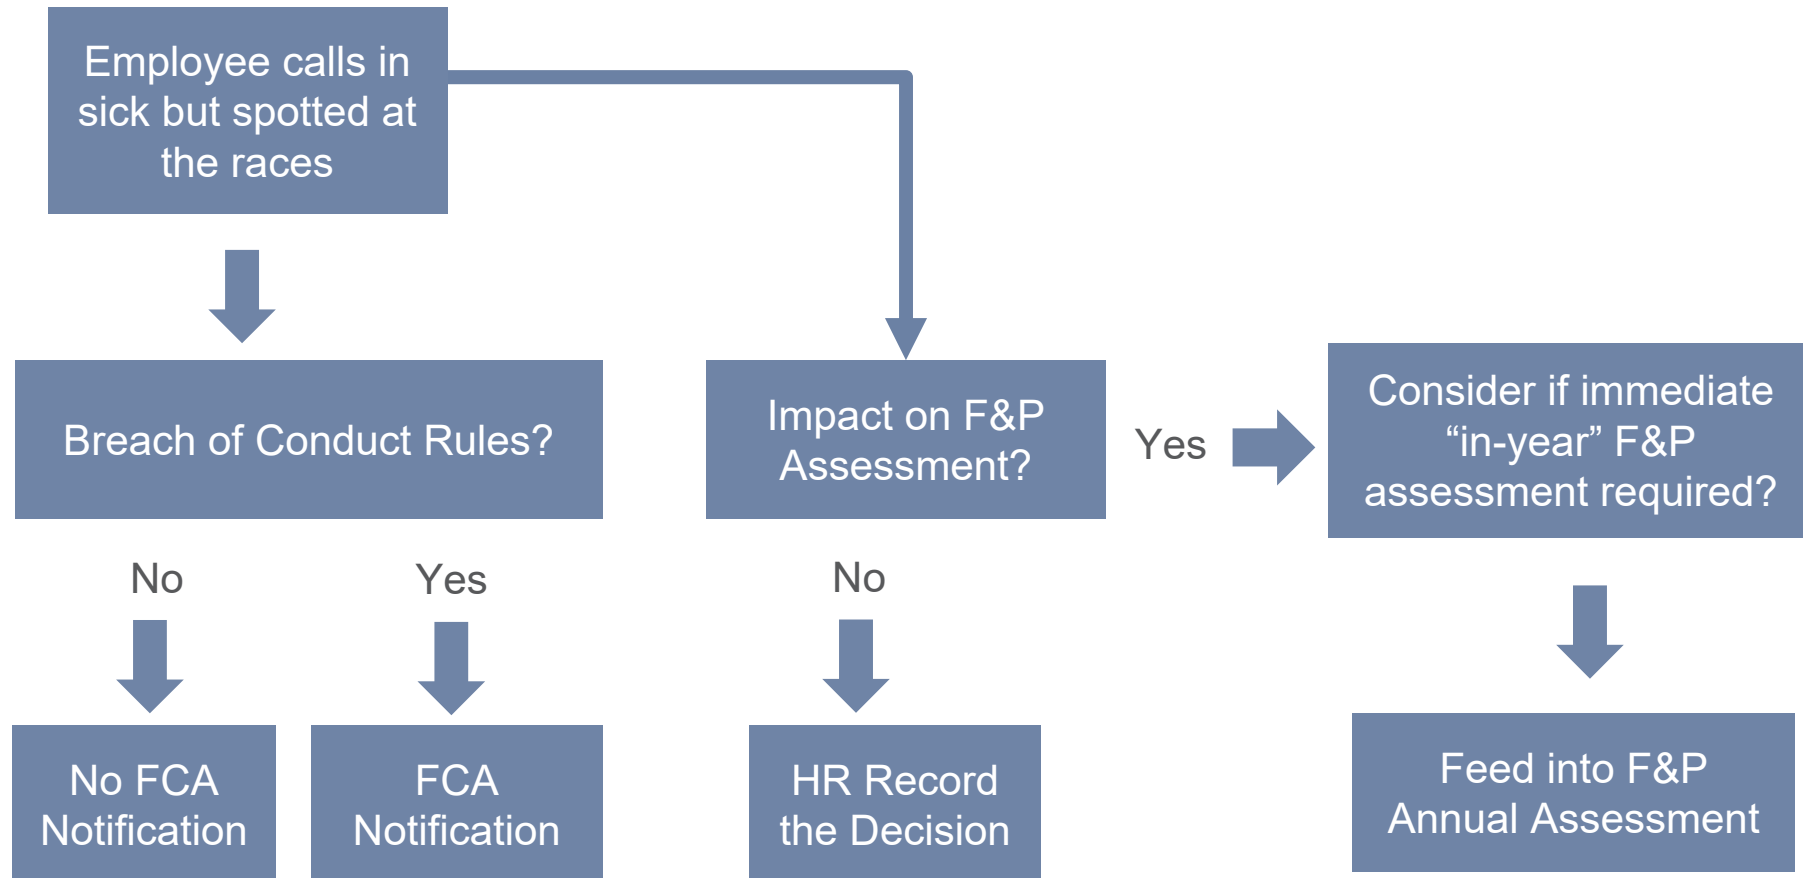 Employee calls in
sick but spotted at
the races
Breach of Conduct Rules?
Impact on F&P
Assessment?
Yes
Consider if immediate
“in-year” F&P
assessment required?
No
Yes
No
No FCA
Notification
FCA
Notification
HR Record
the Decision
Feed into F&P
Annual Assessment